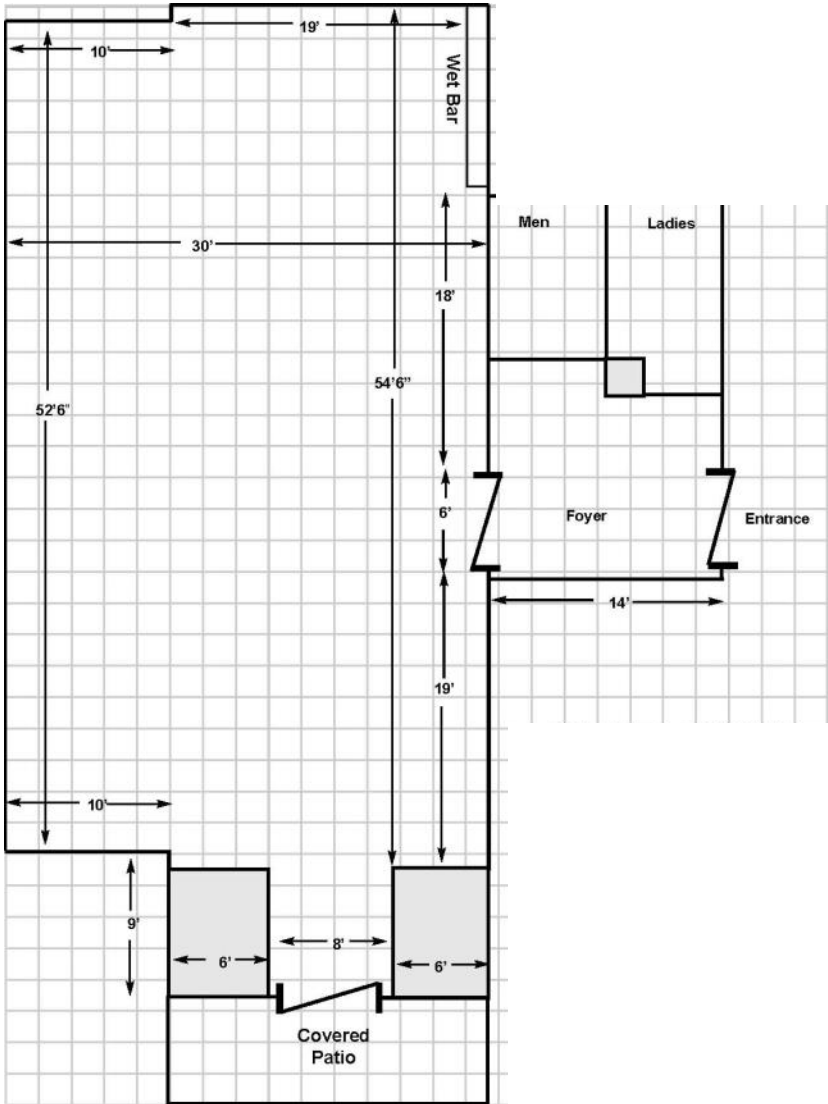 19'
10'
Wet Bar
Men
Ladies
30'
18'
54'6"
52'6"
6'
Foyer
Entrance
14'
19'
10'
9'
8'
6'
6'
Covered
Patio